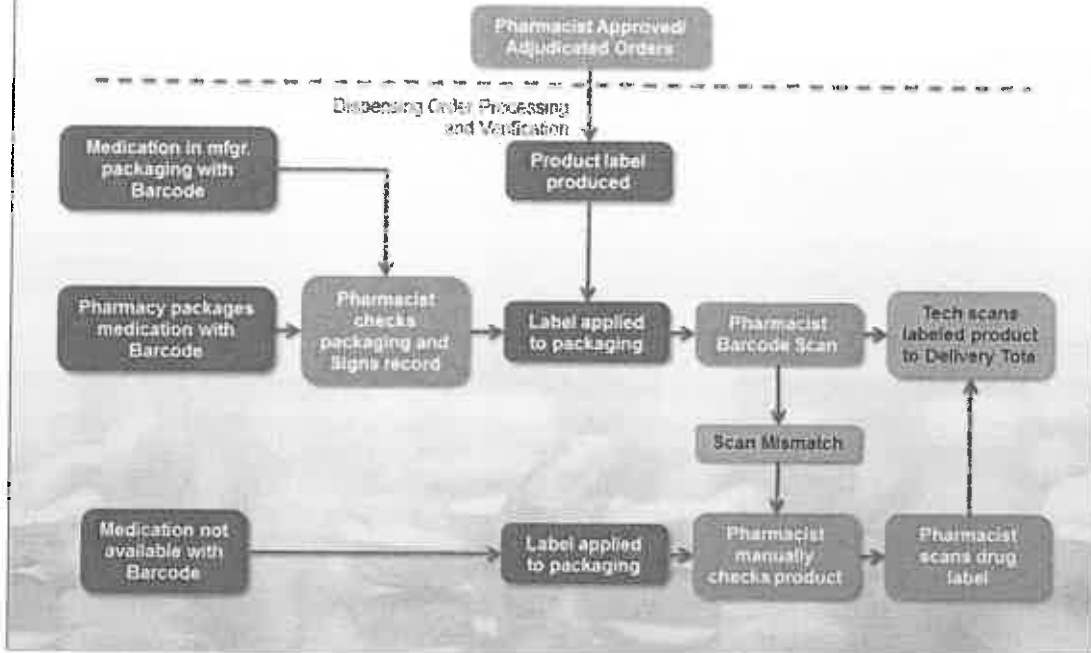 Pharmacist Approved/
Adjudicated Orders
Dispensing Order Processing
and Verification
Medication in mfgr.
packaging with
Barcode
Product label
produced
Pharmacy packages
medication with
Barcode
Pharmacist
checks
packaging and
Signs record
Label applied
to packaging
Pharmacist
Barcode Scan
Tech scans
labeled product
to Delivery Tote
Scan Mismatch
Medication not
available with
Barcode
Label applied
to packaging
Pharmacist
manually
checks product
Pharmacist
scans drug
label